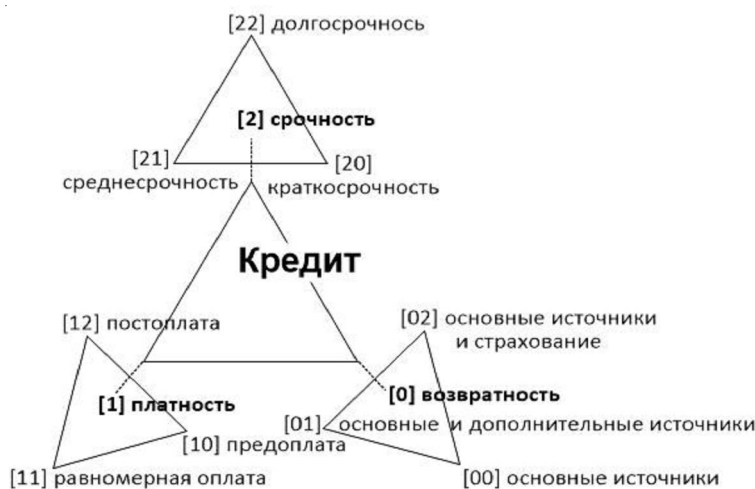 [22] долгосрочнось
[2] срочность
[21]
среднесрочность
[20]
краткосрочность
Кредит
[12] постоплата
[02] основные источники
и страхование
[1] платность
[0] возвратность
[01] основные и дополнительные источники
[10] предоплата
[11] равномерная оплата
[00] основные источники